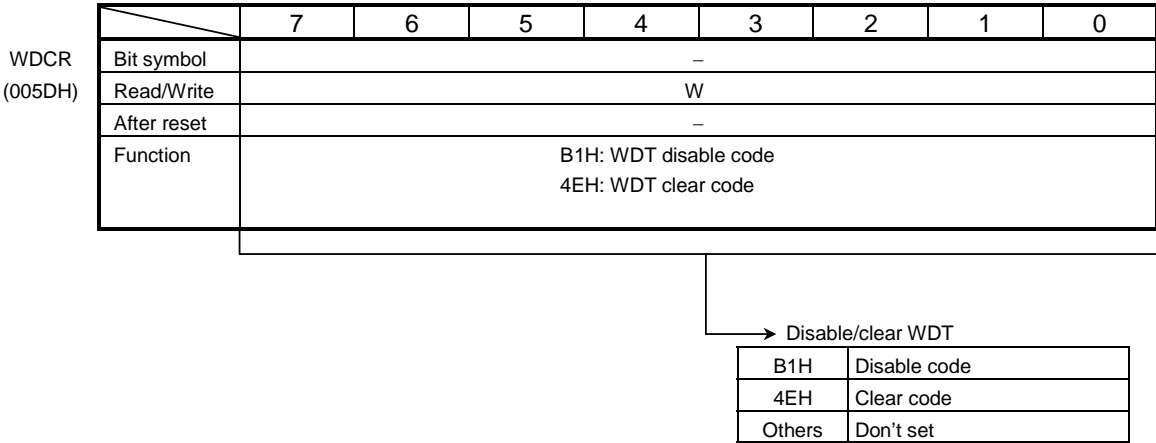 7 6 5 4 3 2 1 0
WDCR Bit symbol –
(005DH) Read/Write W
After reset –
Function B1H: WDT disable code
4EH: WDT clear code
Disable/clear WDT
B1H Disable code
4EH Clear code
Others Don't set